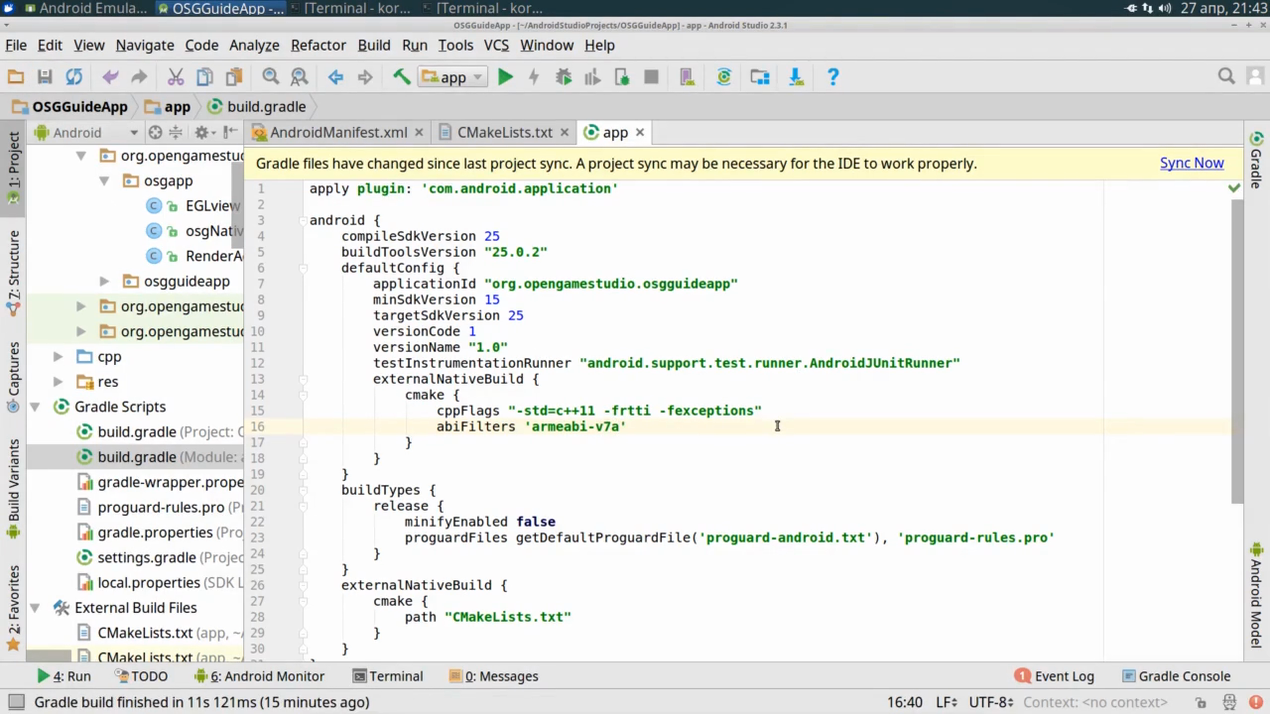 Android Emula...
OSGGuideApp -...
[Terminal - kor...
[Terminal - kor...
27 апр, 21:43
OSGGuideApp - [~/AndroidStudioProjects/OSGGuideApp] - [app] - Android Studio 2.3.1
File Edit View Navigate Code Analyze Refactor Build Run Tools VCS Window Help
app
OSGGuideApp app build.gradle
Android
AndroidManifest.xml
CMakeLists.txt
app
Gradle files have changed since last project sync. A project sync may be necessary for the IDE to work properly.
Sync Now
1: Project
Z: Structure
Captures
Build Variants
2: Favorites
org.opengamestu
osgapp
EGLview
osgNati
RenderA
osgguideapp
org.opengamestu
org.opengamestu
cpp
res
Gradle Scripts
build.gradle (Project: O
build.gradle (Module: a
gradle-wrapper.prope
proguard-rules.pro (P
gradle.properties (Proj
settings.gradle (Projec
local.properties (SDK L
External Build Files
CMakeLists.txt (app, ~/
CMakeLists.txt (app, ~
1 apply plugin: 'com.android.application'
2
3 android {
4 compileSdkVersion 25
5 buildToolsVersion "25.0.2"
6 defaultConfig {
7 applicationId "org.opengamestudio.osgguideapp"
8 minSdkVersion 15
9 targetSdkVersion 25
10 versionCode 1
11 versionName "1.0"
12 testInstrumentationRunner "android.support.test.runner.AndroidJUnitRunner"
13 externalNativeBuild {
14 cmake {
15 cppFlags "-std=c++11 -frtti -fexceptions"
16 abiFilters 'armeabi-v7a'
17 }
18 }
19 }
20 buildTypes {
21 release {
22 minifyEnabled false
23 proguardFiles getDefaultProguardFile('proguard-android.txt'), 'proguard-rules.pro'
24 }
25 }
26 externalNativeBuild {
27 cmake {
28 path "CMakeLists.txt"
29 }
30 }
Gradle
Android Model
4: Run TODO 6: Android Monitor Terminal 0: Messages
1 Event Log Gradle Console
Gradle build finished in 11s 121ms (15 minutes ago)
16:40 LF÷ UTF-8÷ Context: <no context>